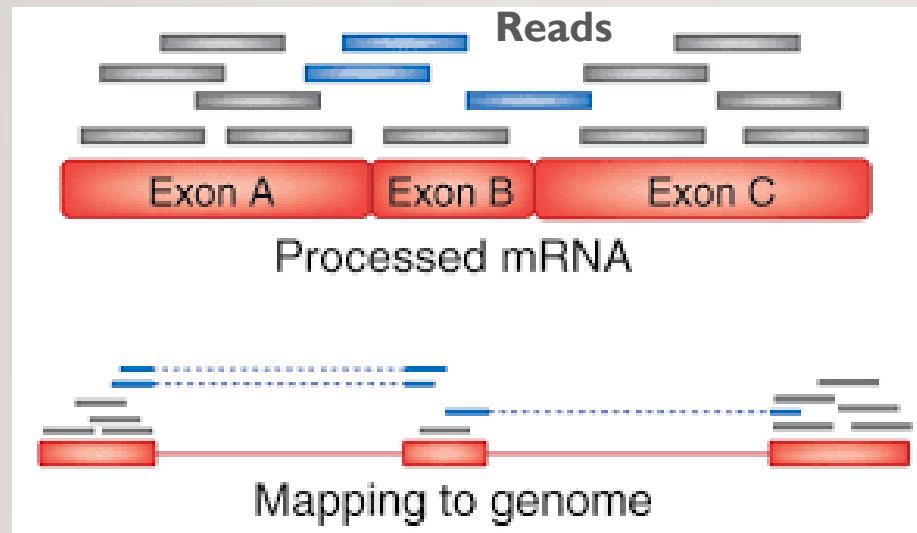 Reads
Exon A Exon B Exon C
Processed mRNA
Mapping to genome